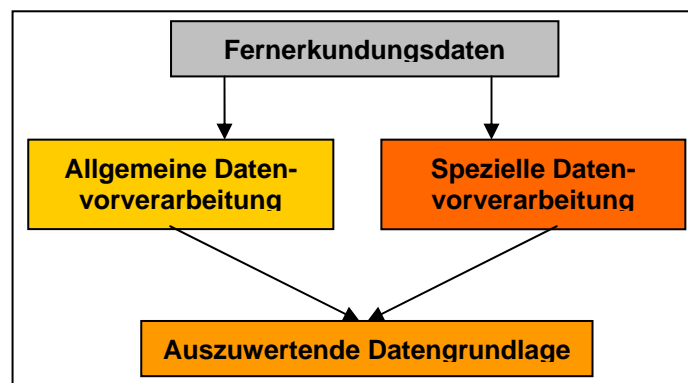 Fernerkundungsdaten
Allgemeine Daten-
vorverarbeitung
Spezielle Daten-
vorverarbeitung
Auszuwertende Datengrundlage